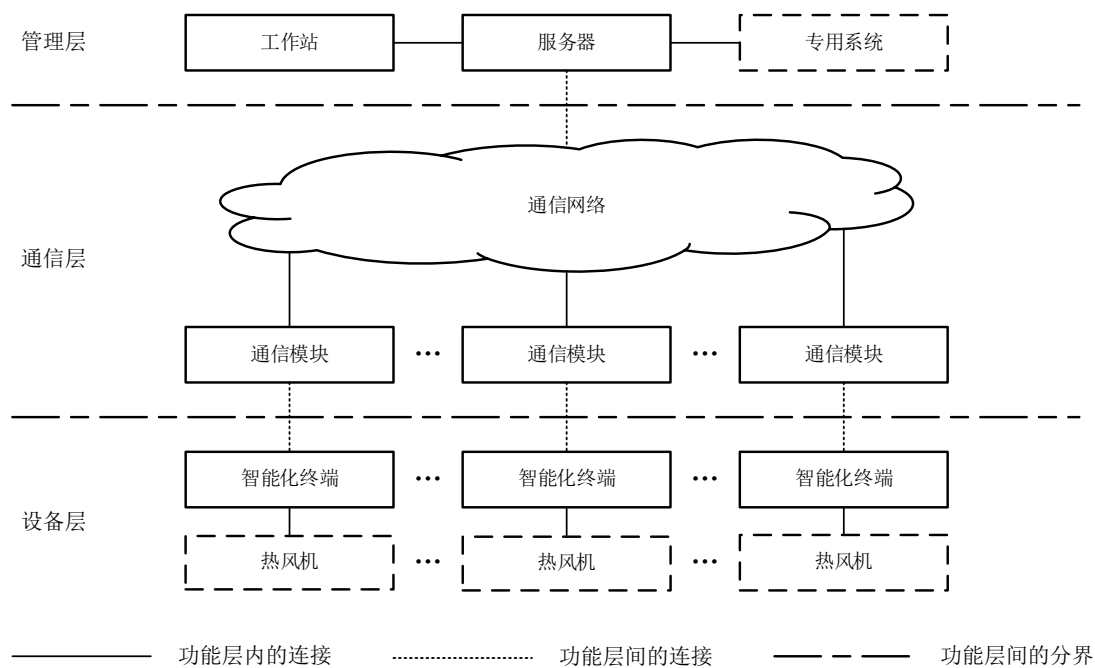 管理层
工作站
服务器
专用系统
通信网络
通信层
通信模块 ··· 通信模块 ··· 通信模块
智能化终端 ··· 智能化终端 ··· 智能化终端
设备层
热风机 ··· 热风机 ··· 热风机
功能层内的连接
功能层间的连接
功能层间的分界